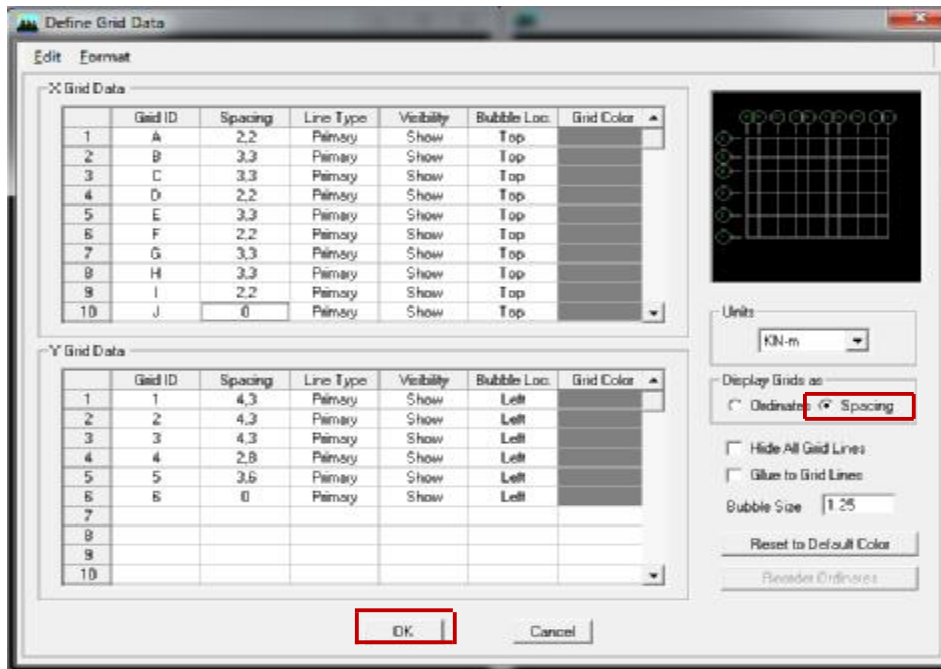 Define Grid Data
Edit Format
X Grid Data
Grid ID Spacing Line Type Visibility Bubble Loc. Grid Color
1 A 2,2 Primary Show Top
2 B 3,3 Primary Show Top
3 C 3,3 Primary Show Top
4 D 2,2 Primary Show Top
5 E 3,3 Primary Show Top
6 F 2,2 Primary Show Top
7 G 3,3 Primary Show Top
8 H 3,3 Primary Show Top
9 I 2,2 Primary Show Top
10 J 0 Primary Show Top
Y Grid Data
Grid ID Spacing Line Type Visibility Bubble Loc. Grid Color
1 1 4,3 Primary Show Left
2 2 4,3 Primary Show Left
3 3 4,3 Primary Show Left
4 4 2,8 Primary Show Left
5 5 3,6 Primary Show Left
6 6 0 Primary Show Left
7
8
9
10
Units
KN-m
Display Grids as
Ordinates Spacing
Hide All Grid Lines
Glue to Grid Lines
Bubble Size 1.25
Reset to Default Color
Reorder Ordinates
OK Cancel